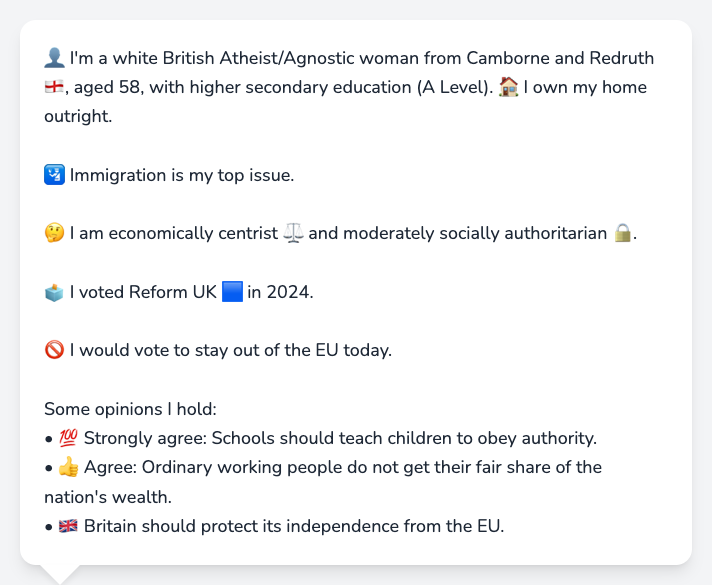 👤 I'm a white British Atheist/Agnostic woman from Camborne and Redruth
🏴󠁧󠁢󠁥󠁮󠁧󠁿, aged 58, with higher secondary education (A Level). 🏠 I own my home
outright.
🛂 Immigration is my top issue.
🤔 I am economically centrist ⚖️ and moderately socially authoritarian 🔒.
🗳️ I voted Reform UK 🟦 in 2024.
🚫 I would vote to stay out of the EU today.
Some opinions I hold:
• 💯 Strongly agree: Schools should teach children to obey authority.
• 👍 Agree: Ordinary working people do not get their fair share of the
nation's wealth.
• 🇬🇧 Britain should protect its independence from the EU.